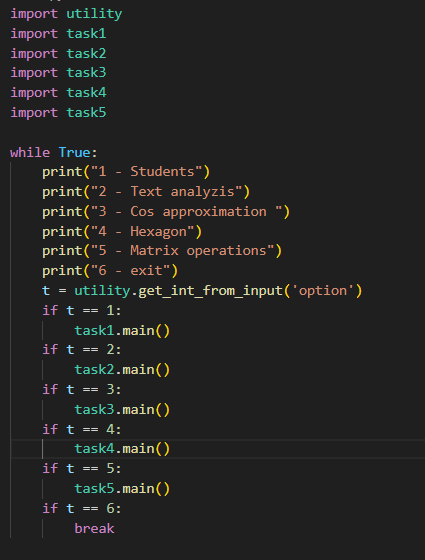 import utility
import task1
import task2
import task3
import task4
import task5
while True:
    print("1 - Students")
    print("2 - Text analyzis")
    print("3 - Cos approximation ")
    print("4 - Hexagon")
    print("5 - Matrix operations")
    print("6 - exit")
    t = utility.get_int_from_input('option')
    if t == 1:
        task1.main()
    if t == 2:
        task2.main()
    if t == 3:
        task3.main()
    if t == 4:
        task4.main()
    if t == 5:
        task5.main()
    if t == 6:
        break